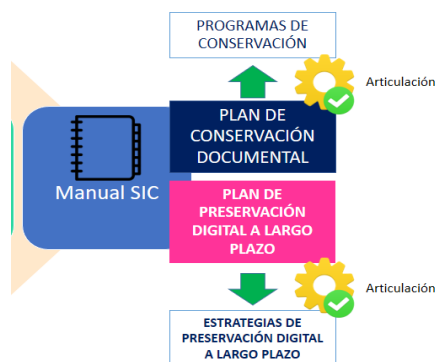 PROGRAMAS DE
CONSERVACIÓN
Articulación
PLAN DE
CONSERVACIÓN
DOCUMENTAL
Manual SIC
PLAN DE
PRESERVACIÓN
DIGITAL A LARGO
PLAZO
Articulación
ESTRATEGIAS DE
PRESERVACIÓN DIGITAL
A LARGO PLAZO